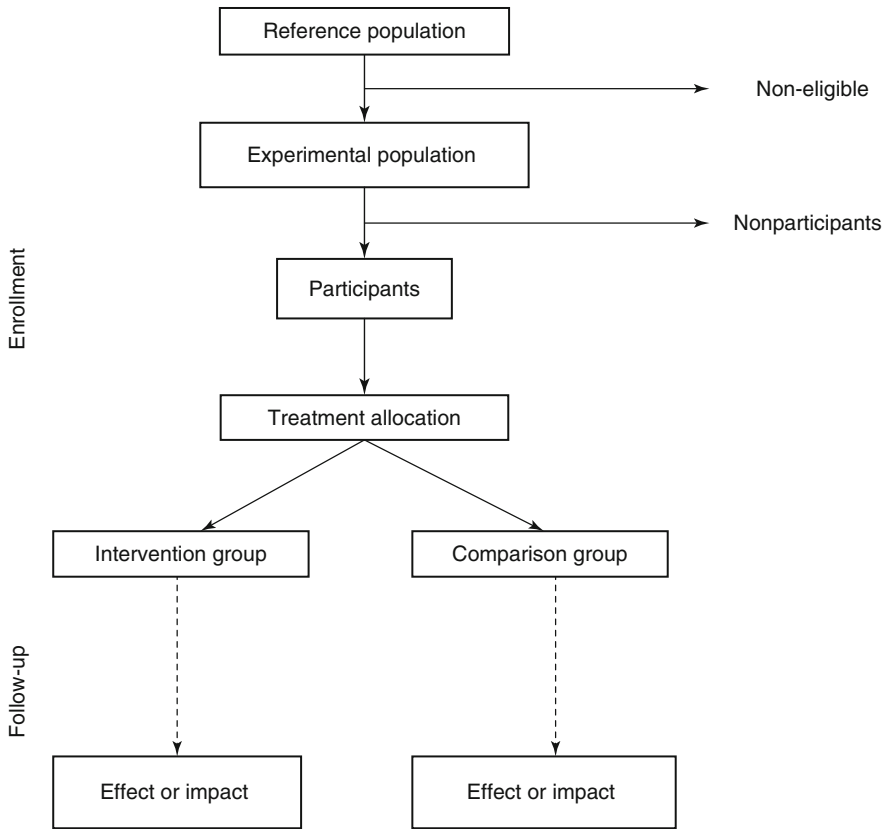 Reference population
Non-eligible
Experimental population
Nonparticipants
Enrollment
Participants
Treatment allocation
Intervention group
Comparison group
Follow-up
Effect or impact
Effect or impact